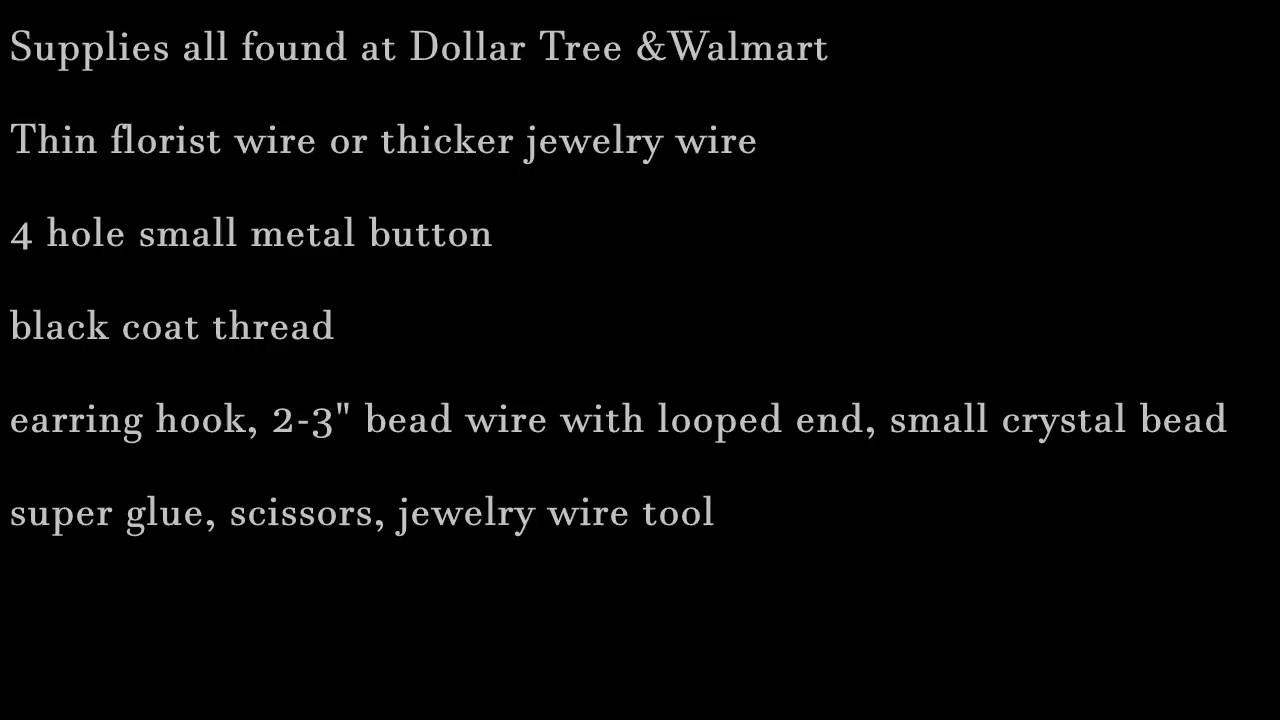 Supplies all found at Dollar Tree &Walmart
Thin florist wire or thicker jewelry wire
4 hole small metal button
black coat thread
earring hook, 2-3" bead wire with looped end, small crystal bead
super glue, scissors, jewelry wire tool